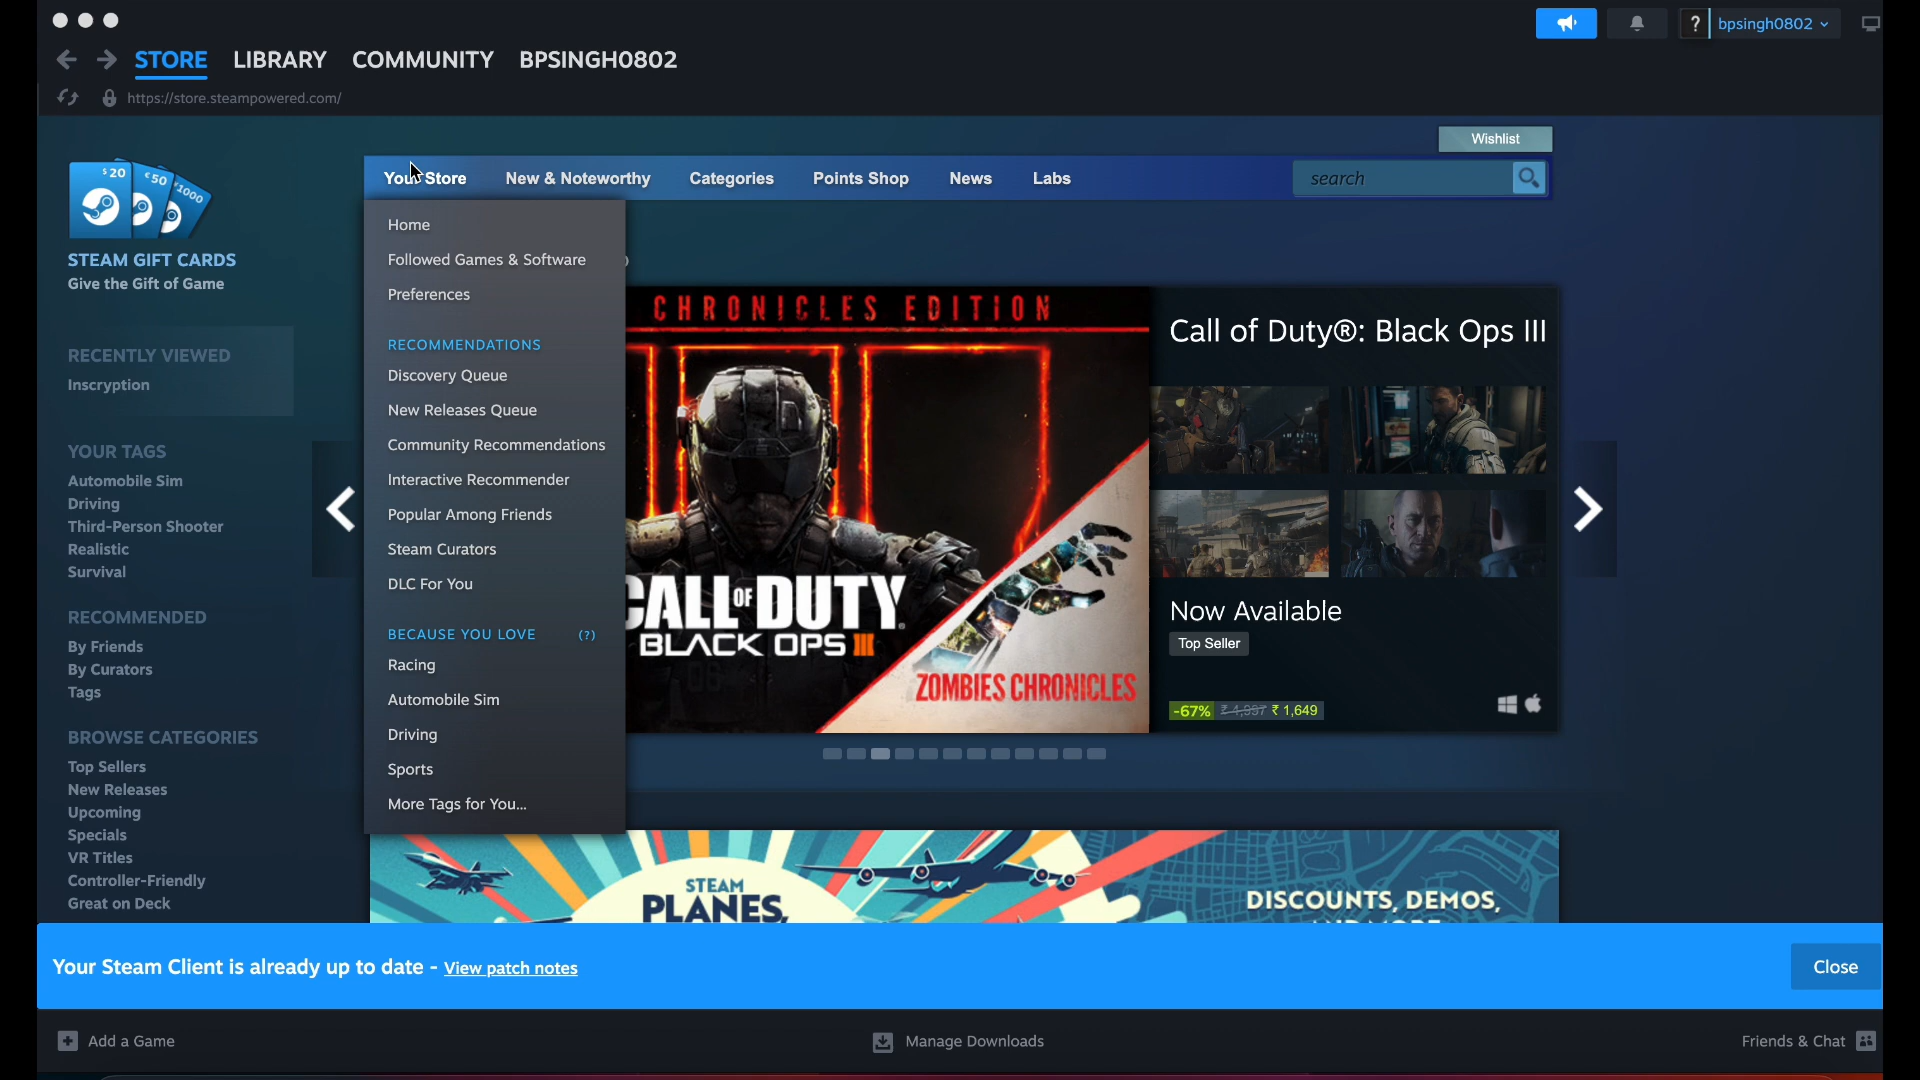 bpsingh0802
STORE LIBRARY COMMUNITY BPSINGH0802
https://store.steampowered.com/
Wishlist
Your Store New & Noteworthy Categories Points Shop News Labs search
$20 €50 ¥1000
STEAM GIFT CARDS
Give the Gift of Game
RECENTLY VIEWED
Inscryption
YOUR TAGS
Automobile Sim
Driving
Third-Person Shooter
Realistic
Survival
RECOMMENDED
By Friends
By Curators
Tags
BROWSE CATEGORIES
Top Sellers
New Releases
Upcoming
Specials
VR Titles
Controller-Friendly
Great on Deck
Home
Followed Games & Software
Preferences
RECOMMENDATIONS
Discovery Queue
New Releases Queue
Community Recommendations
Interactive Recommender
Popular Among Friends
Steam Curators
DLC For You
BECAUSE YOU LOVE (?)
Racing
Automobile Sim
Driving
Sports
More Tags for You...
CHRONICLES EDITION
CALL OF DUTY
BLACK OPS III
ZOMBIES CHRONICLES
Call of Duty®: Black Ops III
Now Available
Top Seller
-67% ₹ 4,997 ₹ 1,649
STEAM
PLANES,
DISCOUNTS, DEMOS,
AND MORE
Your Steam Client is already up to date - View patch notes
Close
Add a Game
Manage Downloads
Friends & Chat